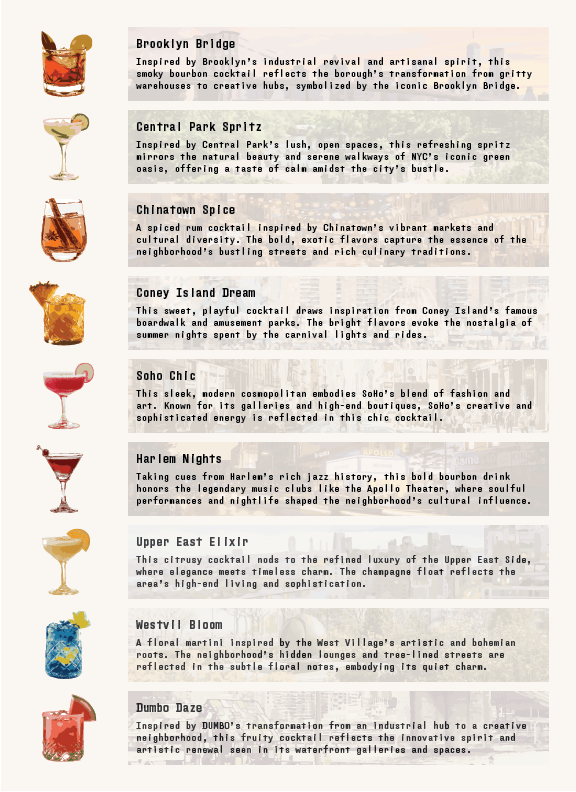 Brooklyn Bridge
Inspired by Brooklyn's industrial revival and artisanal spirit, this
smoky bourbon cocktail reflects the borough's transformation from gritty
warehouses to creative hubs, symbolized by the iconic Brooklyn Bridge.
Central Park Spritz
Inspired by Central Park's lush, open spaces, this refreshing spritz
mirrors the natural beauty and serene walkways of NYC's iconic green
oasis, offering a taste of calm amidst the city's bustle.
Chinatown Spice
A spiced rum cocktail inspired by Chinatown's vibrant markets and
cultural diversity. The bold, exotic flavors capture the essence of the
neighborhood's bustling streets and rich culinary traditions.
Coney Island Dream
This sweet, playful cocktail draws inspiration from Coney Island's famous
boardwalk and amusement parks. The bright flavors evoke the nostalgia of
summer nights spent by the carnival lights and rides.
Soho Chic
This sleek, modern cosmopolitan embodies SoHo's blend of fashion and
art. Known for its galleries and high-end boutiques, SoHo's creative and
sophisticated energy is reflected in this chic cocktail.
Harlem Nights
Taking cues from Harlem's rich jazz history, this bold bourbon drink
honors the legendary music clubs like the Apollo Theater, where soulful
performances and nightlife shaped the neighborhood's cultural influence.
Upper East Elixir
This citrusy cocktail nods to the refined luxury of the Upper East Side,
where elegance meets timeless charm. The champagne float reflects the
area's high-end living and sophistication.
Westvil Bloom
A floral martini inspired by the West Village's artistic and bohemian
roots. The neighborhood's hidden lounges and tree-lined streets are
reflected in the subtle floral notes, embodying its quiet charm.
Dumbo Daze
Inspired by DUMBO's transformation from an industrial hub to a creative
neighborhood, this fruity cocktail reflects the innovative spirit and
artistic renewal seen in its waterfront galleries and spaces.